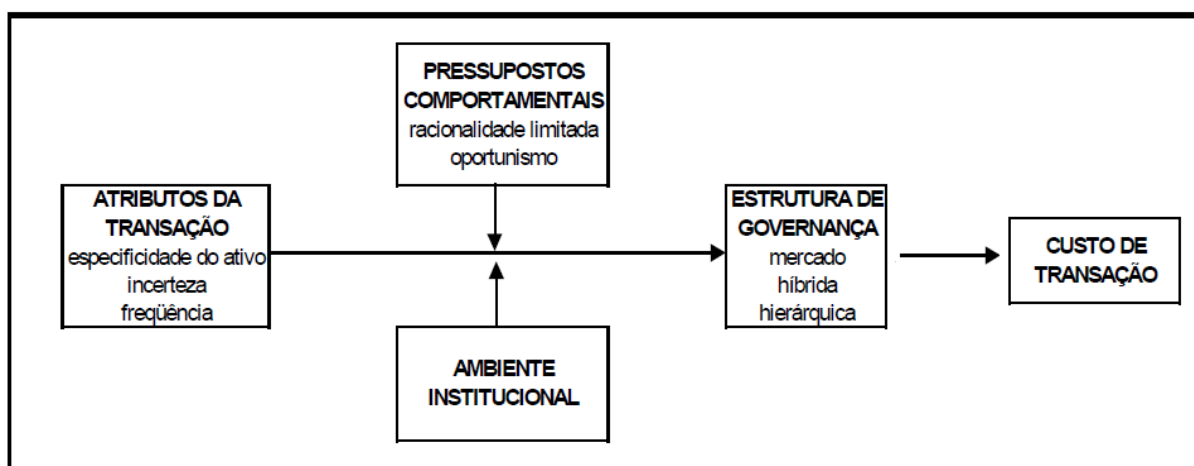 PRESSUPOSTOS
COMPORTAMENTAIS
racionalidade limitada
oportunismo
ATRIBUTOS DA
TRANSAÇÃO
especificidade do ativo
incerteza
freqüência
ESTRUTURA DE
GOVERNANÇA
mercado
híbrida
hierárquica
CUSTO DE
TRANSAÇÃO
AMBIENTE
INSTITUCIONAL